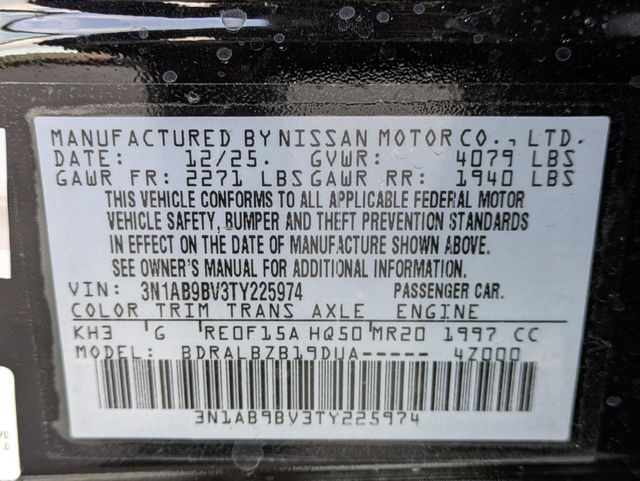 MANUFACTURED BY NISSAN MOTOR CO., LTD.
DATE: 12/25. GVWR: 4079 LBS
GAWR FR: 2271 LBS GAWR RR: 1940 LBS
THIS VEHICLE CONFORMS TO ALL APPLICABLE FEDERAL MOTOR
VEHICLE SAFETY, BUMPER AND THEFT PREVENTION STANDARDS
IN EFFECT ON THE DATE OF MANUFACTURE SHOWN ABOVE.
SEE OWNER'S MANUAL FOR ADDITIONAL INFORMATION.
VIN: 3N1AB9BV3TY225974 PASSENGER CAR.
COLOR TRIM TRANS AXLE ENGINE
KH3 G RE0F15A HQ50 MR20 1997 CC
MODEL: BDRALBZB19DUA----- 4Z000
3N1AB9BV3TY225974